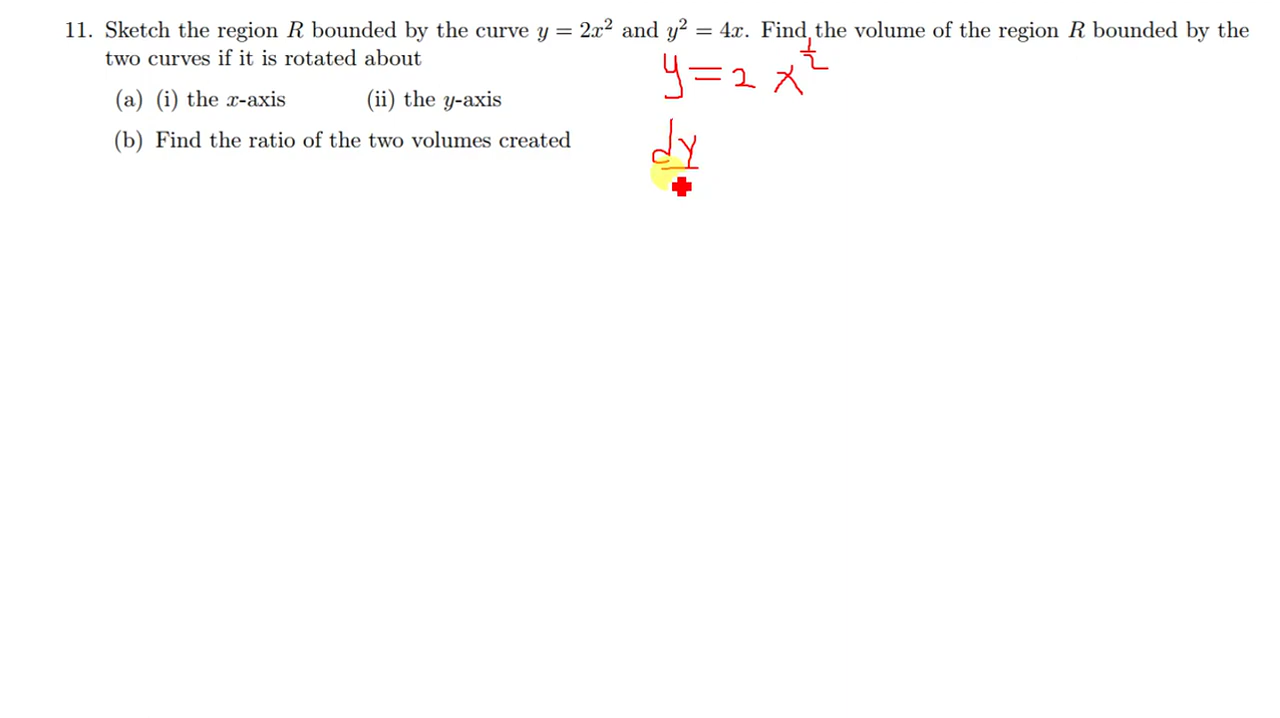 11. Sketch the region R bounded by the curve y = 2x² and y² = 4x. Find the volume of the region R bounded by the
two curves if it is rotated about
y = 2 x^{1/2}
(a) (i) the x-axis (ii) the y-axis
(b) Find the ratio of the two volumes created
dy